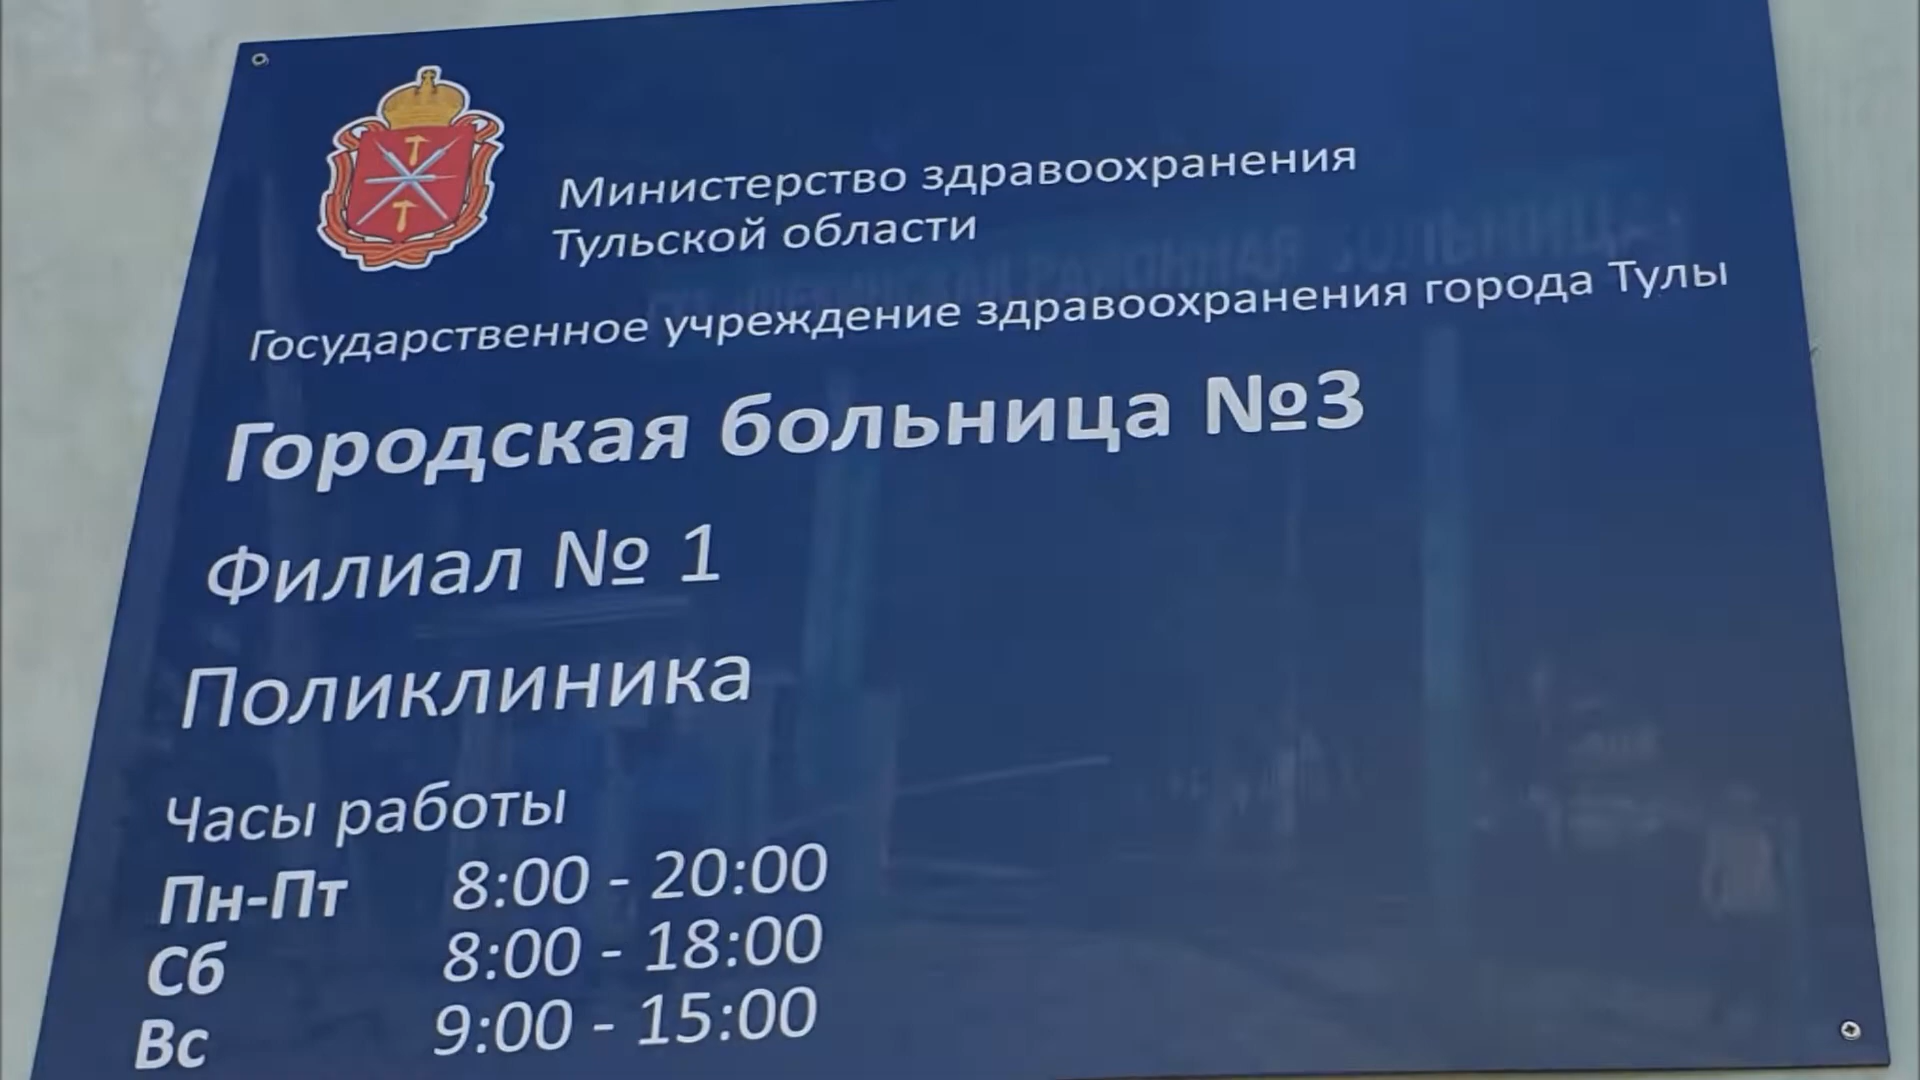 Министерство здравоохранения
Тульской области
Государственное учреждение здравоохранения города Тулы
Городская больница №3
Филиал № 1
Поликлиника
Часы работы
Пн-Пт 8:00 - 20:00
Сб 8:00 - 18:00
Вс 9:00 - 15:00